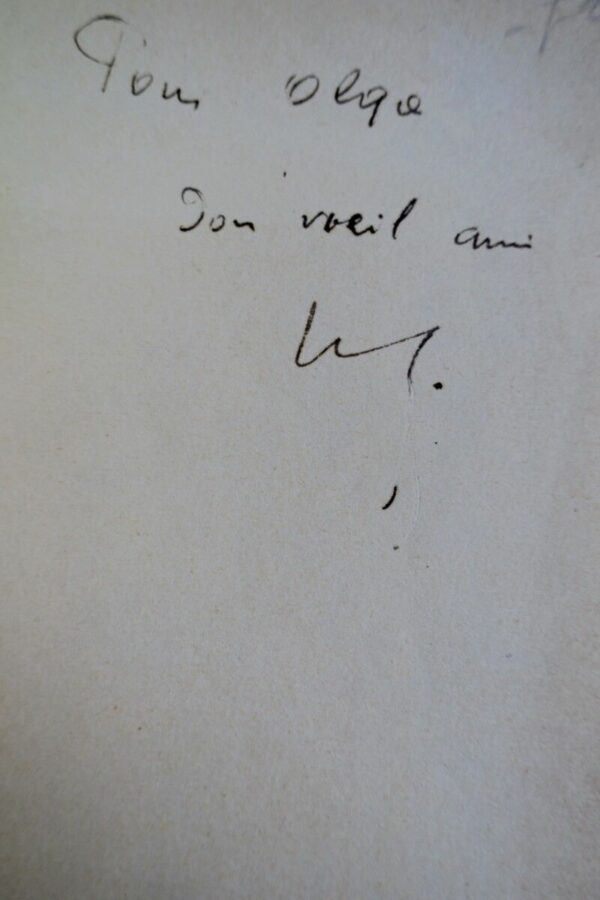 Pour Olga
Son vieil ami